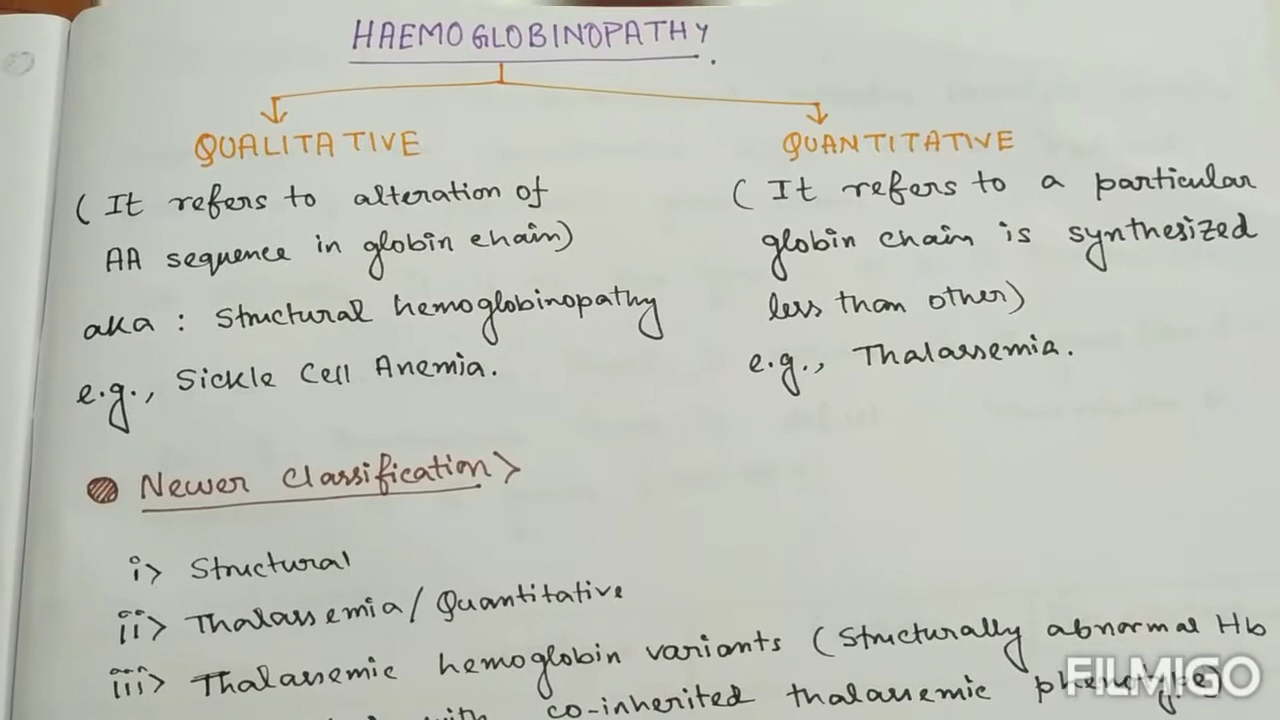 HAEMOGLOBINOPATHY.
QUALITATIVE
(It refers to alteration of
AA sequence in globin chain)
aka : Structural hemoglobinopathy
e.g., Sickle Cell Anemia.
QUANTITATIVE
(It refers to a particular
globin chain is synthesized
less than other)
e.g., Thalassemia.
Newer Classification>
i> Structural
ii> Thalassemia/Quantitative
iii> Thalassemic hemoglobin variants (Structurally abnormal Hb
with co-inherited thalassemic phenotype)
FILMIGO